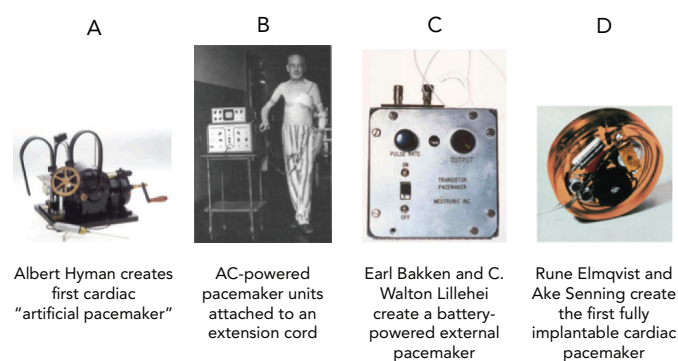 A
B
C
D
PULSE RATE
OUTPUT
ON
OFF
TRANSISTOR
PACEMAKER
MEDTRONIC INC.
Albert Hyman creates
first cardiac
“artificial pacemaker”
AC-powered
pacemaker units
attached to an
extension cord
Earl Bakken and C.
Walton Lillehei
create a battery-
powered external
pacemaker
Rune Elmqvist and
Ake Senning create
the first fully
implantable cardiac
pacemaker